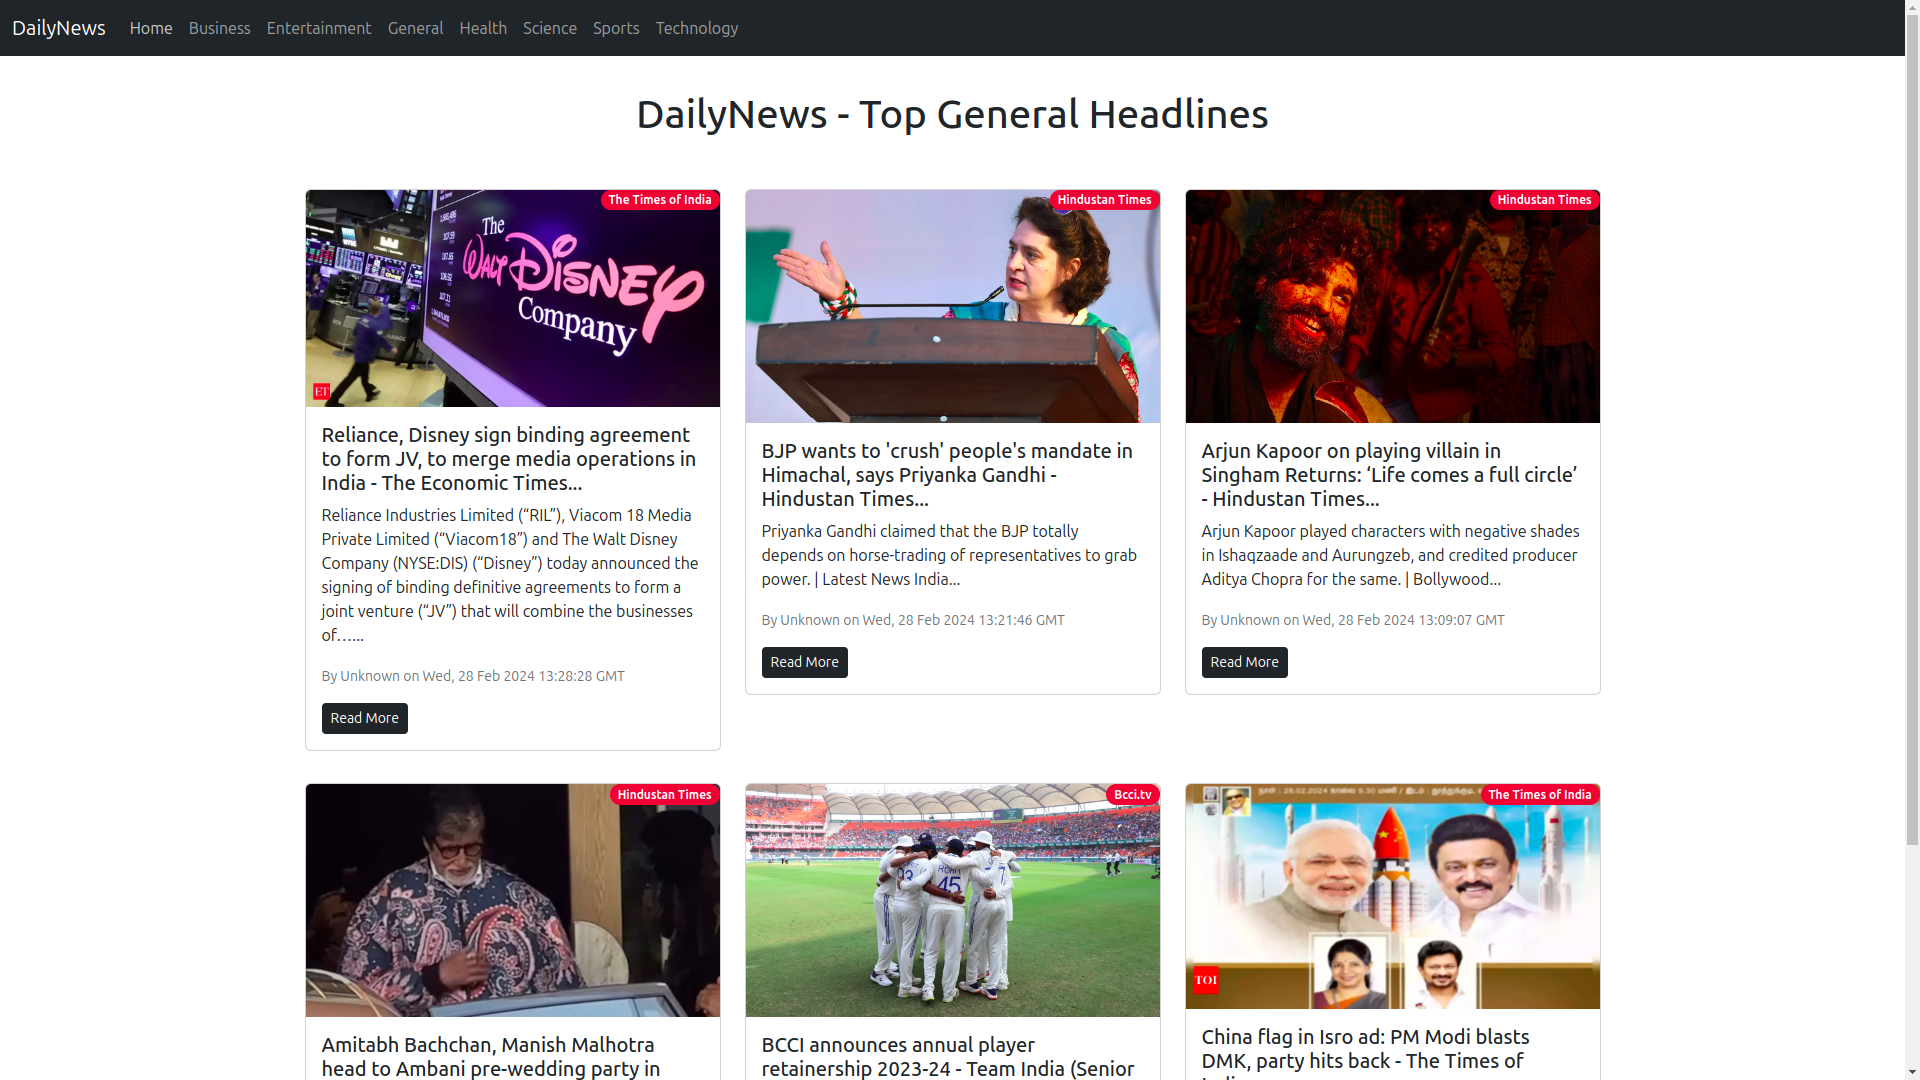 DailyNews Home Business Entertainment General Health Science Sports Technology
DailyNews - Top General Headlines
The Times of India
The
WALT DISNEY
Company
ET
Reliance, Disney sign binding agreement
to form JV, to merge media operations in
India - The Economic Times...
Reliance Industries Limited (“RIL”), Viacom 18 Media
Private Limited (“Viacom18”) and The Walt Disney
Company (NYSE:DIS) (“Disney”) today announced the
signing of binding definitive agreements to form a
joint venture (“JV”) that will combine the businesses
of…...
By Unknown on Wed, 28 Feb 2024 13:28:28 GMT
Read More
Hindustan Times
BJP wants to 'crush' people's mandate in
Himachal, says Priyanka Gandhi -
Hindustan Times...
Priyanka Gandhi claimed that the BJP totally
depends on horse-trading of representatives to grab
power. | Latest News India...
By Unknown on Wed, 28 Feb 2024 13:21:46 GMT
Read More
Hindustan Times
Arjun Kapoor on playing villain in
Singham Returns: ‘Life comes a full circle’
- Hindustan Times...
Arjun Kapoor played characters with negative shades
in Ishaqzaade and Aurungzeb, and credited producer
Aditya Chopra for the same. | Bollywood...
By Unknown on Wed, 28 Feb 2024 13:09:07 GMT
Read More
Hindustan Times
Amitabh Bachchan, Manish Malhotra
head to Ambani pre-wedding party in
Bcci.tv
93
45
7
BCCI announces annual player
retainership 2023-24 - Team India (Senior
The Times of India
நாள் : 28.02.2024 காலை 9.30 மணி
TOI
China flag in Isro ad: PM Modi blasts
DMK, party hits back - The Times of